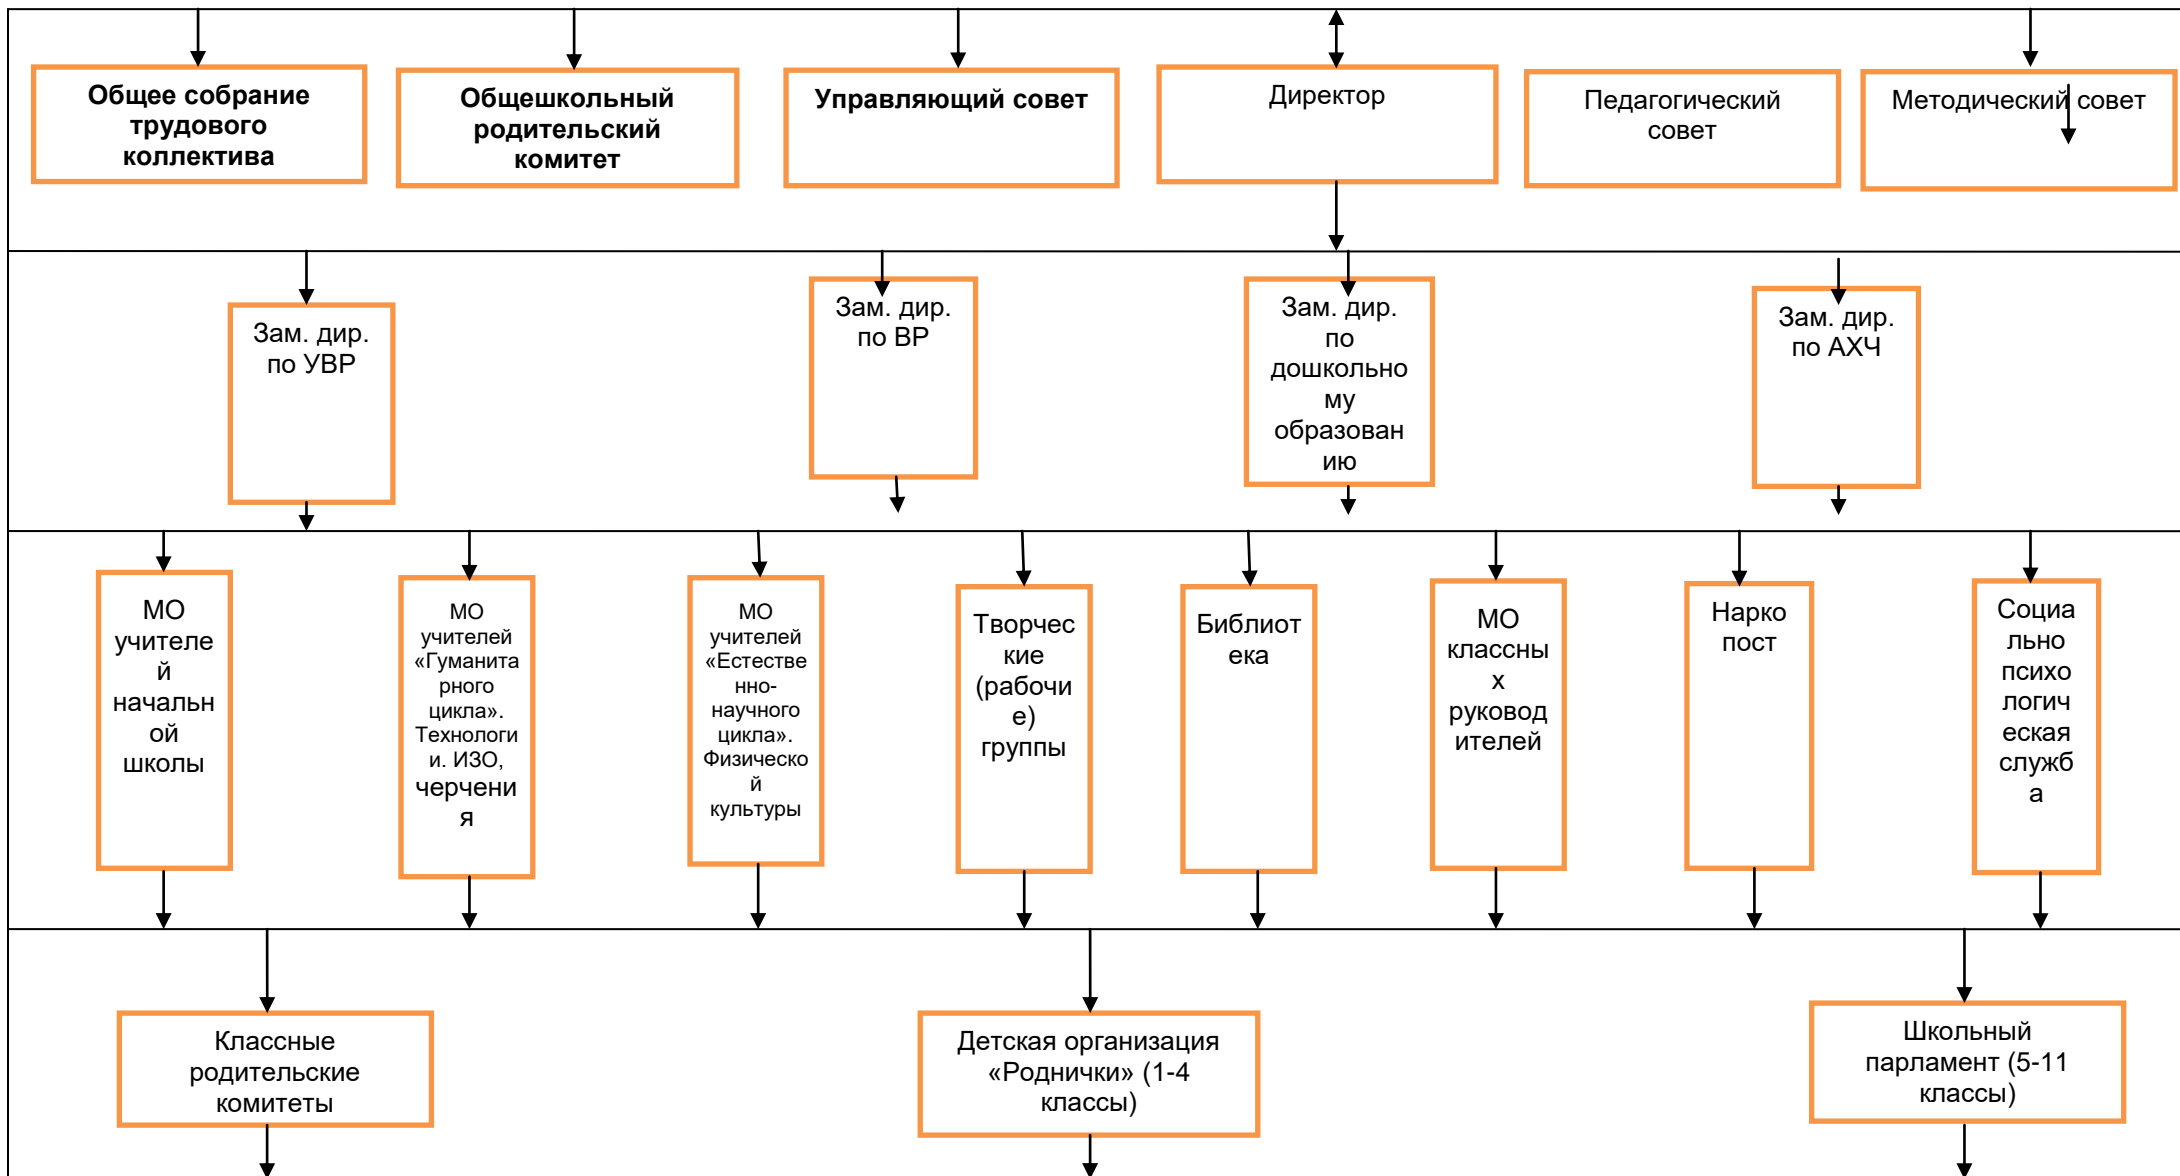 Общее собрание
трудового
коллектива
Общешкольный
родительский
комитет
Управляющий совет
Директор
Педагогический
совет
Методический совет
Зам. дир.
по УВР
Зам. дир.
по ВР
Зам. дир.
по
дошкольно
му
образован
ию
Зам. дир.
по АХЧ
МО
учителе
й
начальн
ой
школы
МО
учителей
«Гуманита
рного
цикла».
Технологи
и. ИЗО,
черчени
я
МО
учителей
«Естестве
нно-
научного
цикла».
Физическо
й
культуры
Творчес
кие
(рабочи
е)
группы
Библиот
ека
МО
классны
х
руковод
ителей
Нарко
пост
Социа
льно
психо
логич
еская
служб
а
Классные
родительские
комитеты
Детская организация
«Роднички» (1-4
классы)
Школьный
парламент (5-11
классы)